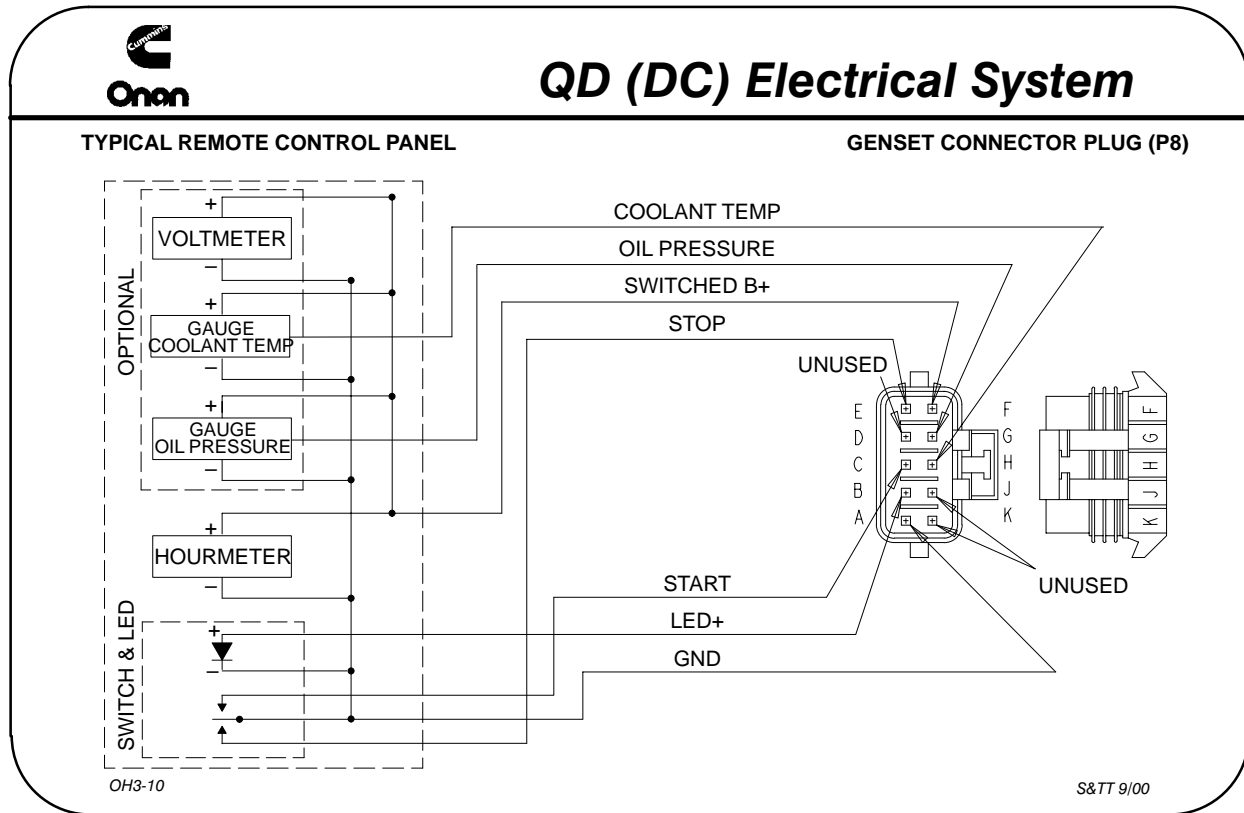 Cummins
Onan
QD (DC) Electrical System
TYPICAL REMOTE CONTROL PANEL
GENSET CONNECTOR PLUG (P8)
OPTIONAL
+
VOLTMETER
−
+
GAUGE
COOLANT TEMP
−
+
GAUGE
OIL PRESSURE
−
+
HOURMETER
−
SWITCH & LED
+
−
COOLANT TEMP
OIL PRESSURE
SWITCHED B+
STOP
UNUSED
START
LED+
GND
E
D
C
B
A
F
G
H
J
K
F
G
H
J
K
UNUSED
OH3-10
S&TT 9/00